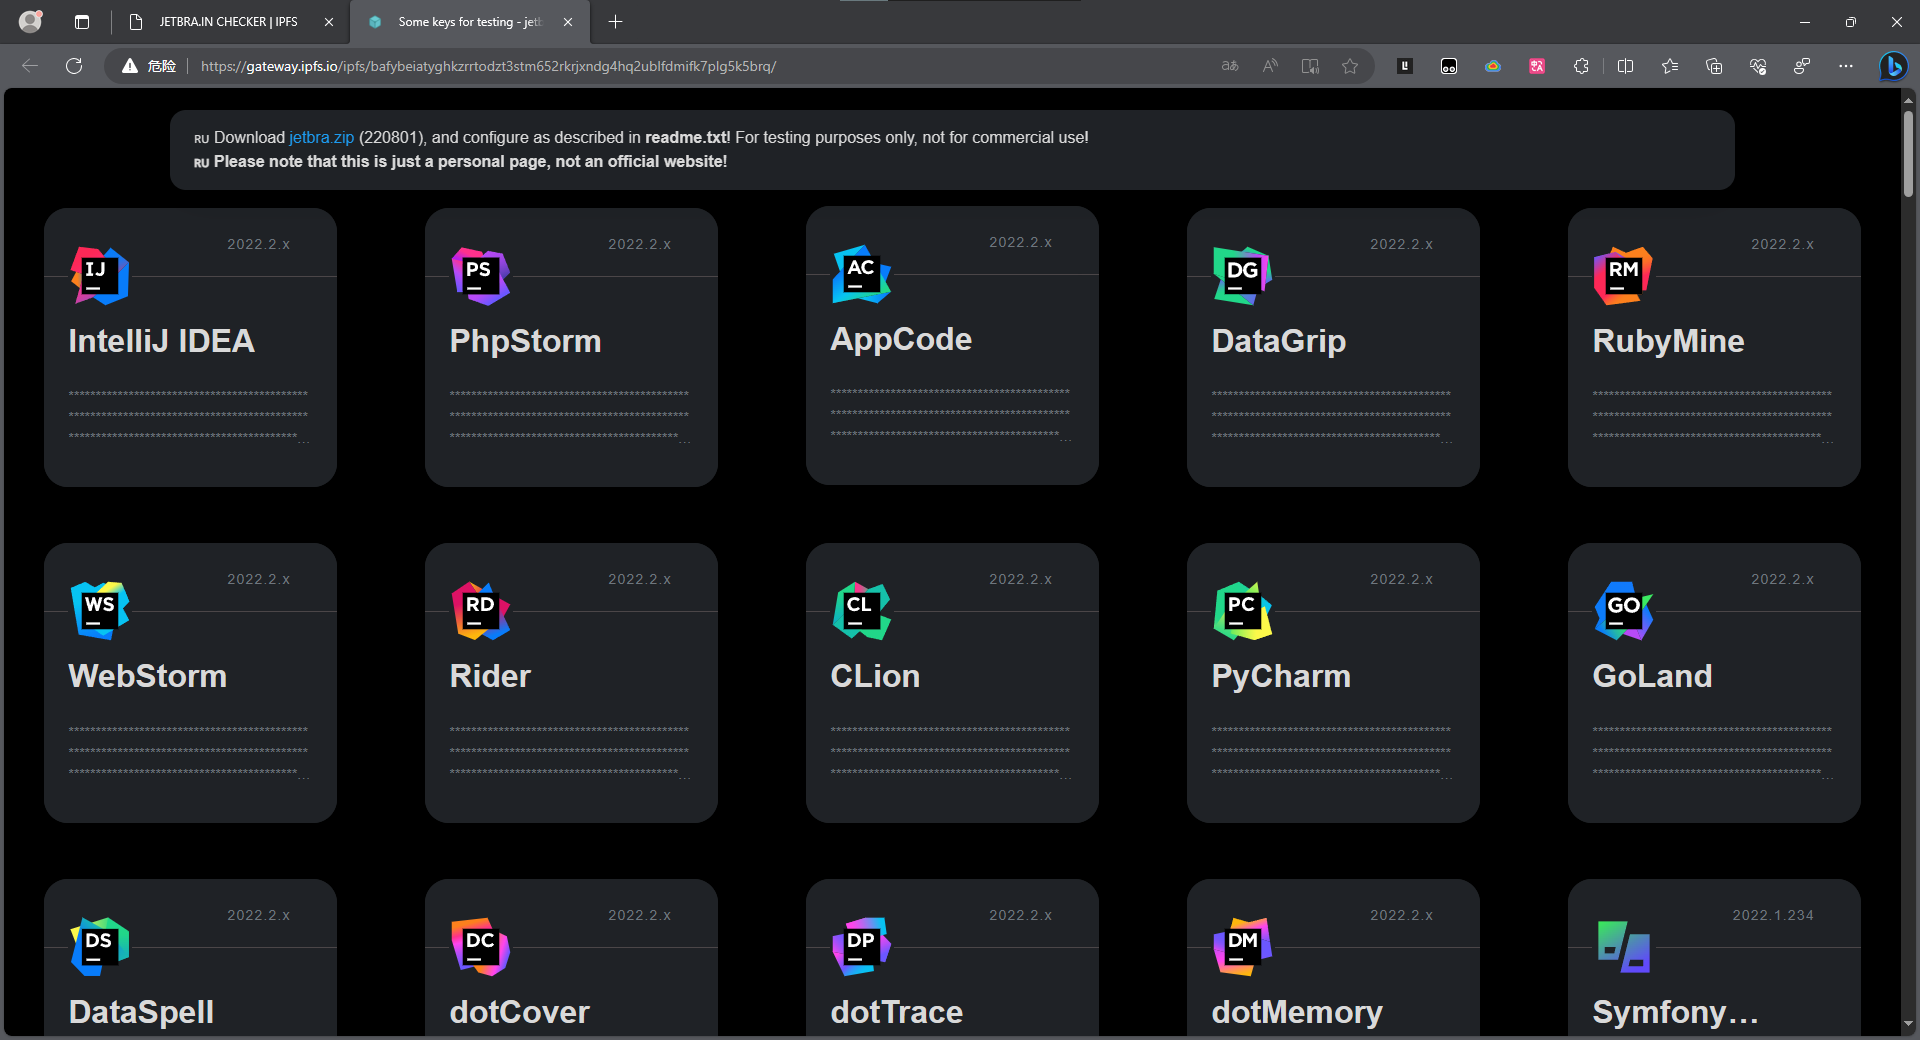 JETBRA.IN CHECKER | IPFS
Some keys for testing - jetb
危险
https://gateway.ipfs.io/ipfs/bafybeiatyghkzrrtodzt3stm652rkrjxndg4hq2ublfdmifk7plg5k5brq/
RU Download jetbra.zip (220801), and configure as described in readme.txt! For testing purposes only, not for commercial use!
RU Please note that this is just a personal page, not an official website!
2022.2.x 2022.2.x 2022.2.x 2022.2.x 2022.2.x
IJ PS AC DG RM
IntelliJ IDEA PhpStorm AppCode DataGrip RubyMine
2022.2.x 2022.2.x 2022.2.x 2022.2.x 2022.2.x
WS RD CL PC GO
WebStorm Rider CLion PyCharm GoLand
2022.2.x 2022.2.x 2022.2.x 2022.2.x 2022.1.234
DS DC DP DM
DataSpell dotCover dotTrace dotMemory Symfony...